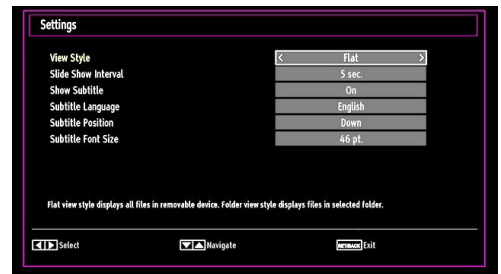 Settings
View Style < Flat >
Slide Show Interval 5 sec.
Show Subtitle On
Subtitle Language English
Subtitle Position Down
Subtitle Font Size 46 pt.
Flat view style displays all files in removable device. Folder view style displays files in selected folder.
Select Navigate RET/BACK Exit